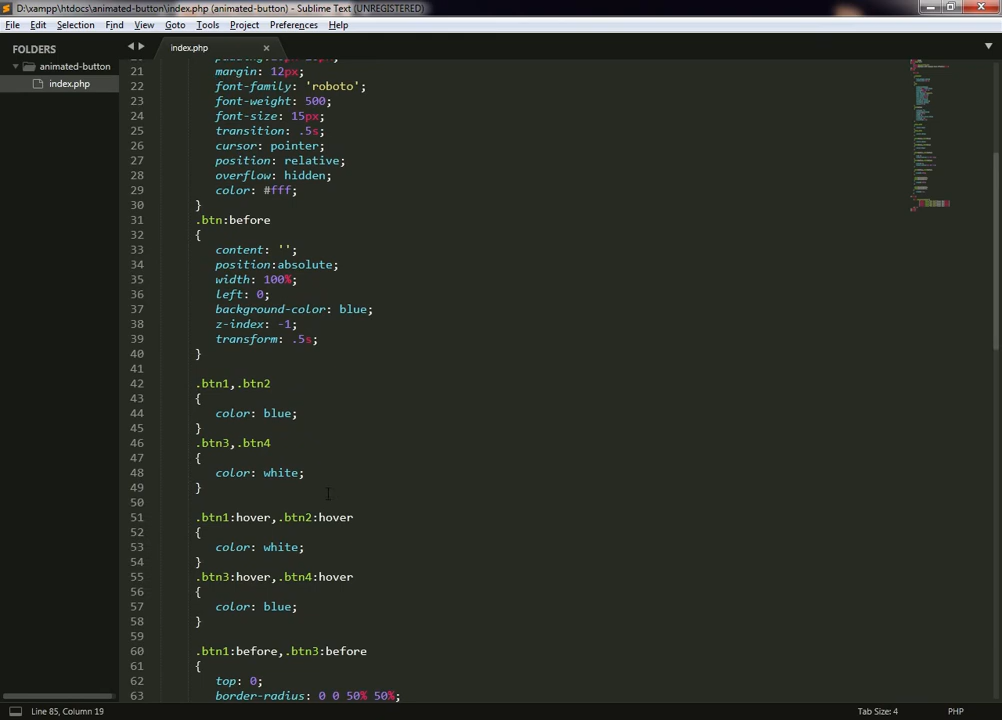 D:\xampp\htdocs\animated-button\index.php (animated-button) - Sublime Text (UNREGISTERED)
File Edit Selection Find View Goto Tools Project Preferences Help
FOLDERS
animated-button
index.php
index.php
21 margin: 12px;
22 font-family: 'roboto';
23 font-weight: 500;
24 font-size: 15px;
25 transition: .5s;
26 cursor: pointer;
27 position: relative;
28 overflow: hidden;
29 color: #fff;
30 }
31 .btn:before
32 {
33 content: '';
34 position:absolute;
35 width: 100%;
36 left: 0;
37 background-color: blue;
38 z-index: -1;
39 transform: .5s;
40 }
41
42 .btn1,.btn2
43 {
44 color: blue;
45 }
46 .btn3,.btn4
47 {
48 color: white;
49 }
50
51 .btn1:hover,.btn2:hover
52 {
53 color: white;
54 }
55 .btn3:hover,.btn4:hover
56 {
57 color: blue;
58 }
59
60 .btn1:before,.btn3:before
61 {
62 top: 0;
63 border-radius: 0 0 50% 50%;
Line 85, Column 19 Tab Size: 4 PHP